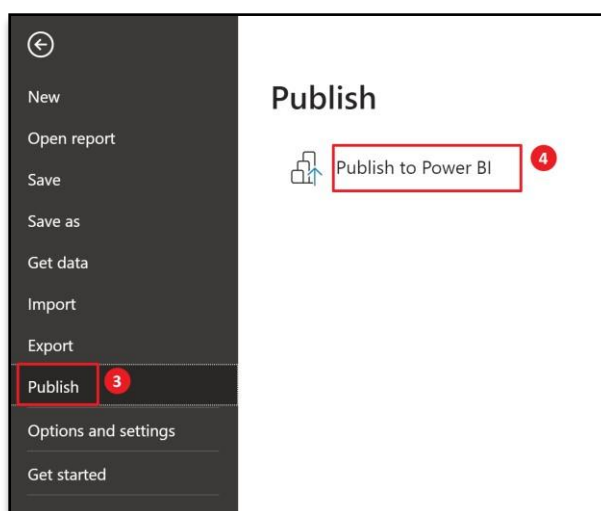 New
Open report
Save
Save as
Get data
Import
Export
Publish 3
Options and settings
Get started
Publish
Publish to Power BI 4